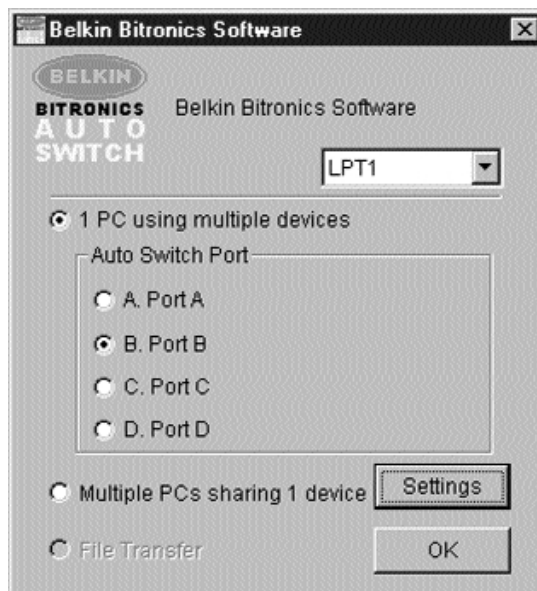 Belkin Bitronics Software
BELKIN
BITRONICS
AUTO
SWITCH
Belkin Bitronics Software
LPT1
1 PC using multiple devices
Auto Switch Port
A. Port A
B. Port B
C. Port C
D. Port D
Multiple PCs sharing 1 device
Settings
File Transfer
OK